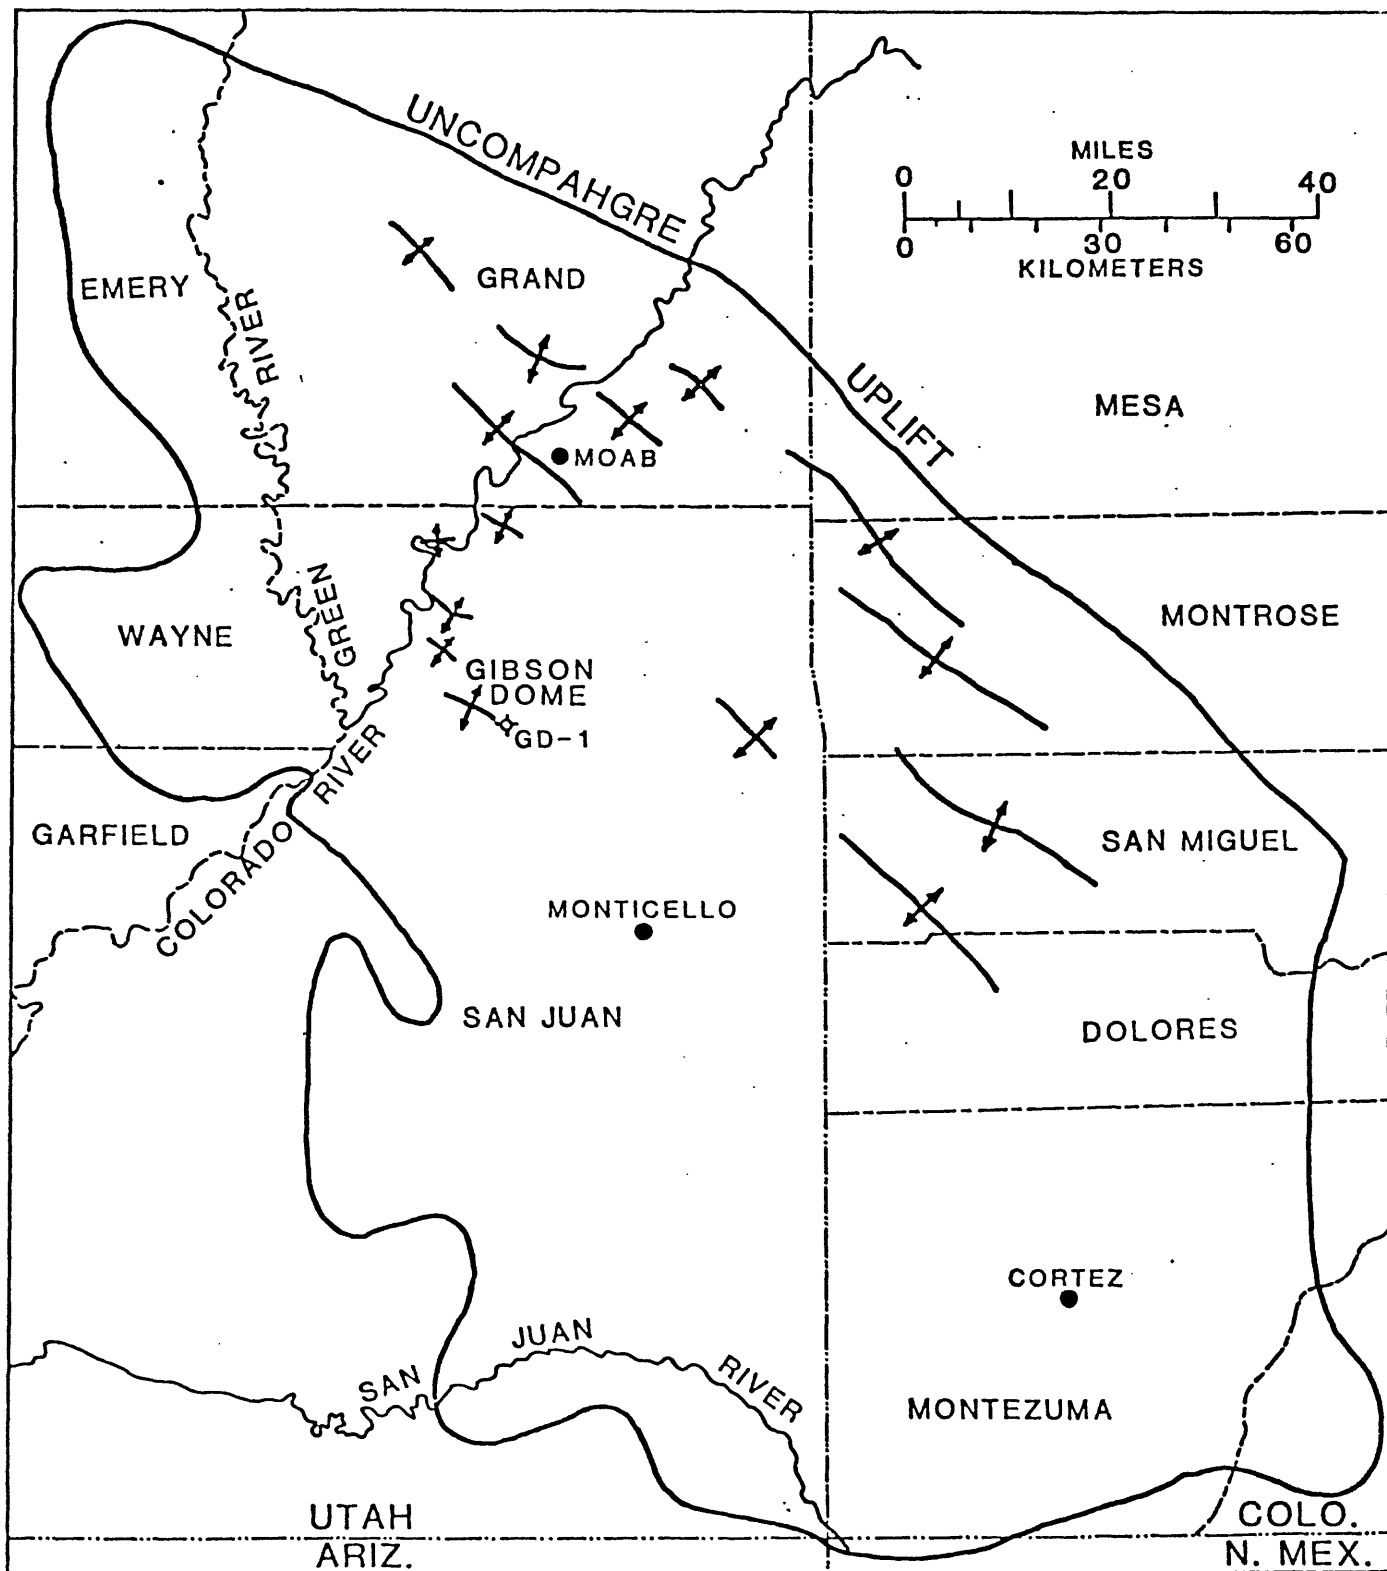 UNCOMPAHGRE
UPLIFT
MILES
0 20 40
0 30 60
KILOMETERS
EMERY
GRAND
RIVER
MESA
MOAB
GREEN
WAYNE
MONTROSE
GIBSON
DOME
GD-1
RIVER
COLORADO
GARFIELD
SAN MIGUEL
MONTICELLO
SAN JUAN
DOLORES
CORTEZ
SAN
JUAN
RIVER
MONTEZUMA
UTAH
COLO.
ARIZ.
N. MEX.